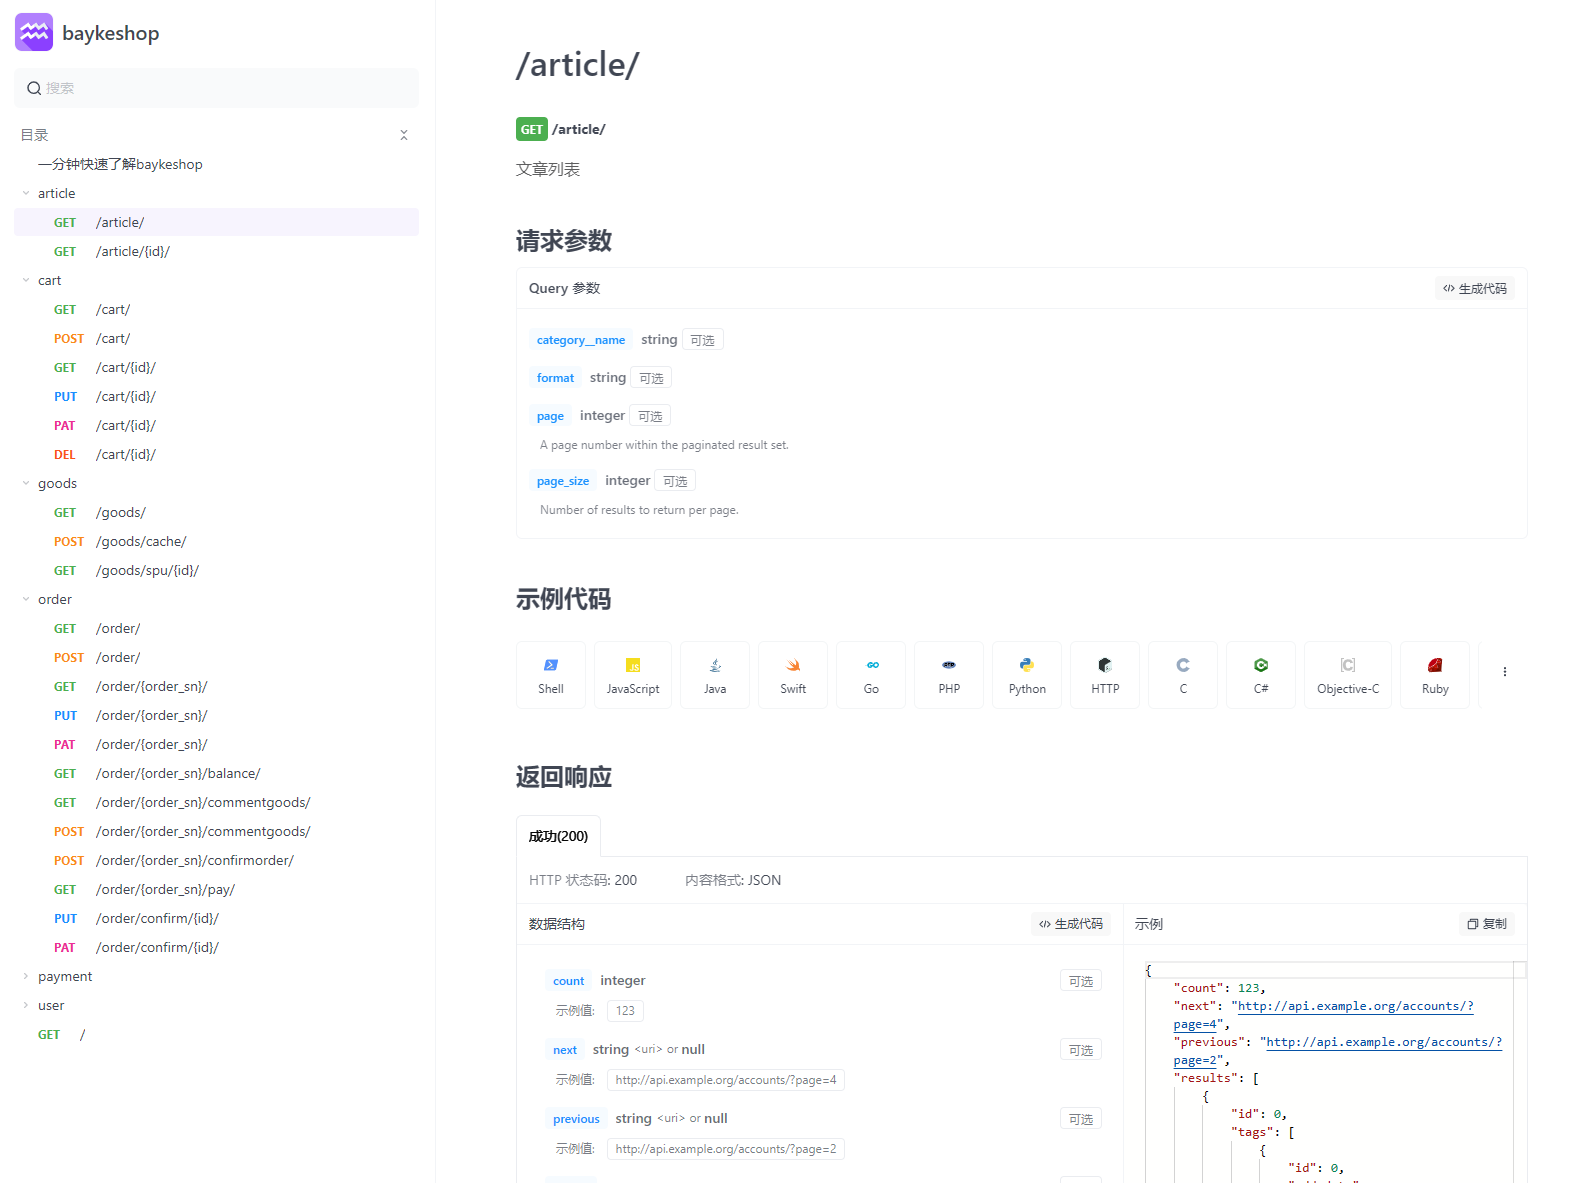 baykeshop
搜索
目录
一分钟快速了解baykeshop
article
GET /article/
GET /article/{id}/
cart
GET /cart/
POST /cart/
GET /cart/{id}/
PUT /cart/{id}/
PAT /cart/{id}/
DEL /cart/{id}/
goods
GET /goods/
POST /goods/cache/
GET /goods/spu/{id}/
order
GET /order/
POST /order/
GET /order/{order_sn}/
PUT /order/{order_sn}/
PAT /order/{order_sn}/
GET /order/{order_sn}/balance/
GET /order/{order_sn}/commentgoods/
POST /order/{order_sn}/commentgoods/
POST /order/{order_sn}/confirmorder/
GET /order/{order_sn}/pay/
PUT /order/confirm/{id}/
PAT /order/confirm/{id}/
payment
user
GET /
/article/
GET /article/
文章列表
请求参数
Query 参数 生成代码
category__name string 可选
format string 可选
page integer 可选
A page number within the paginated result set.
page_size integer 可选
Number of results to return per page.
示例代码
Shell JavaScript Java Swift Go PHP Python HTTP C C# Objective-C Ruby
返回响应
成功(200)
HTTP 状态码: 200 内容格式: JSON
数据结构 生成代码
count integer 可选
示例值: 123
next string <uri> or null 可选
示例值: http://api.example.org/accounts/?page=4
previous string <uri> or null 可选
示例值: http://api.example.org/accounts/?page=2
示例 复制
{
"count": 123,
"next": "http://api.example.org/accounts/?
page=4",
"previous": "http://api.example.org/accounts/?
page=2",
"results": [
{
"id": 0,
"tags": [
{
"id": 0,